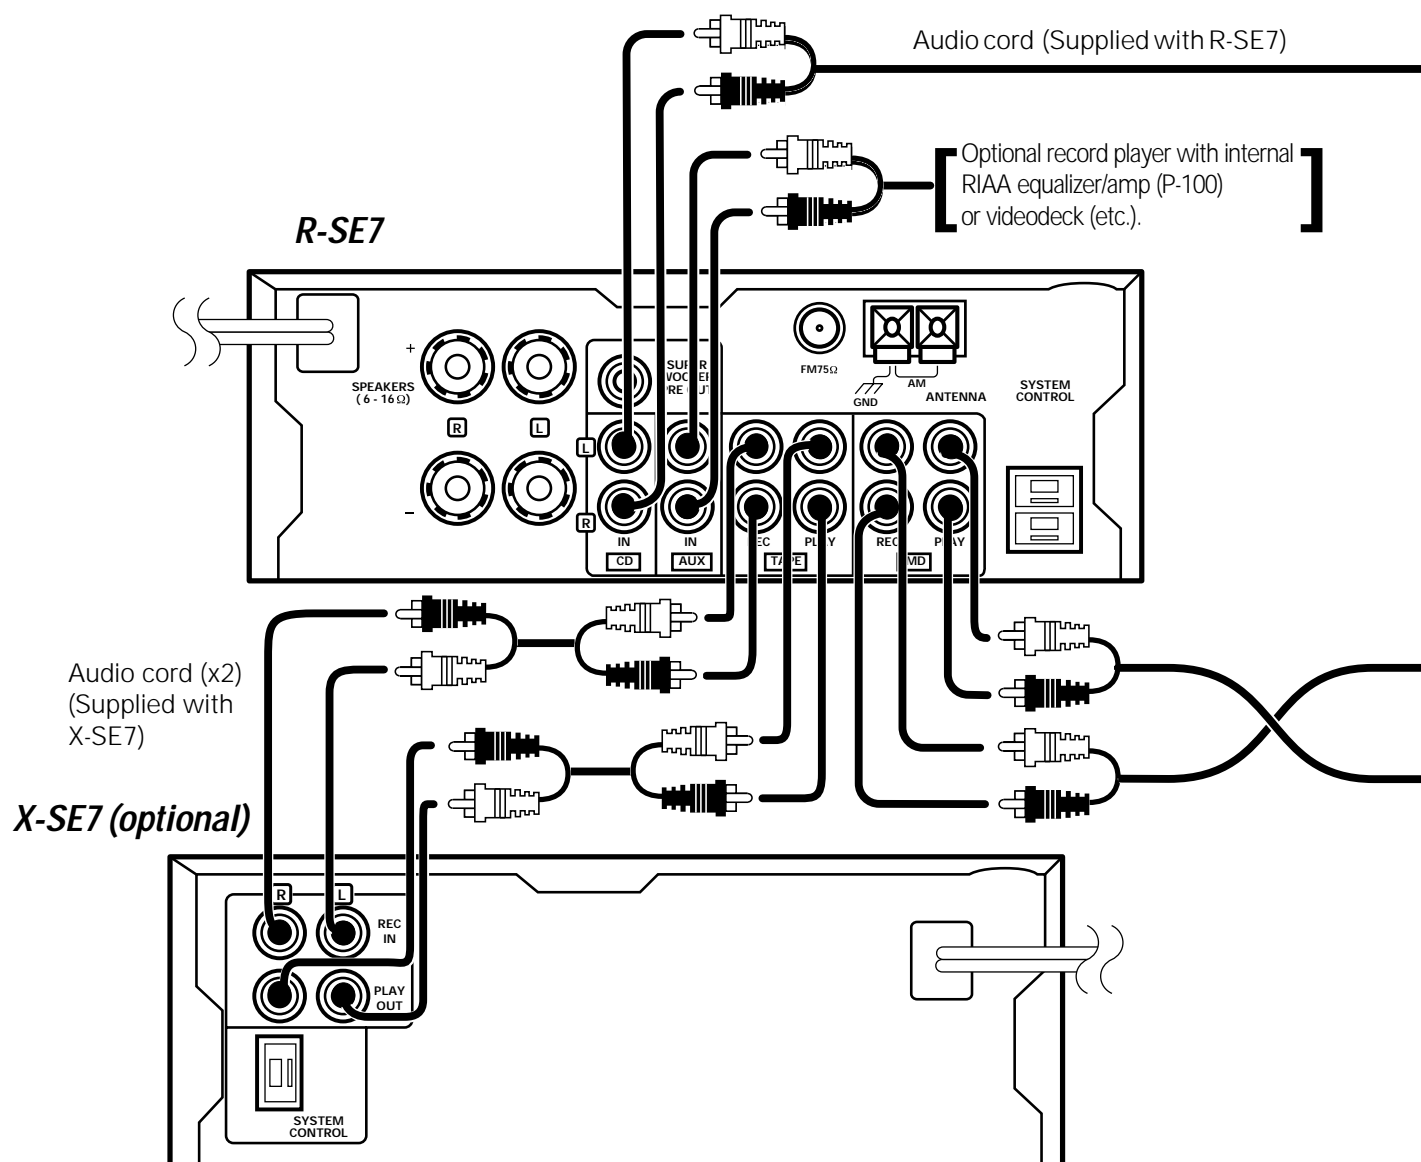 Audio cord (Supplied with R-SE7)
Optional record player with internal
RIAA equalizer/amp (P-100)
or videodeck (etc.).
R-SE7
+
SPEAKERS
( 6 - 16 Ω)
R
L
–
FM75Ω
GND
AM
ANTENNA
SYSTEM
CONTROL
L
R
IN
CD
IN
AUX
PLAY
REC
PLAY
TAPE
MD
Audio cord (x2)
(Supplied with
X-SE7)
X-SE7 (optional)
R
L
REC
IN
PLAY
OUT
SYSTEM
CONTROL